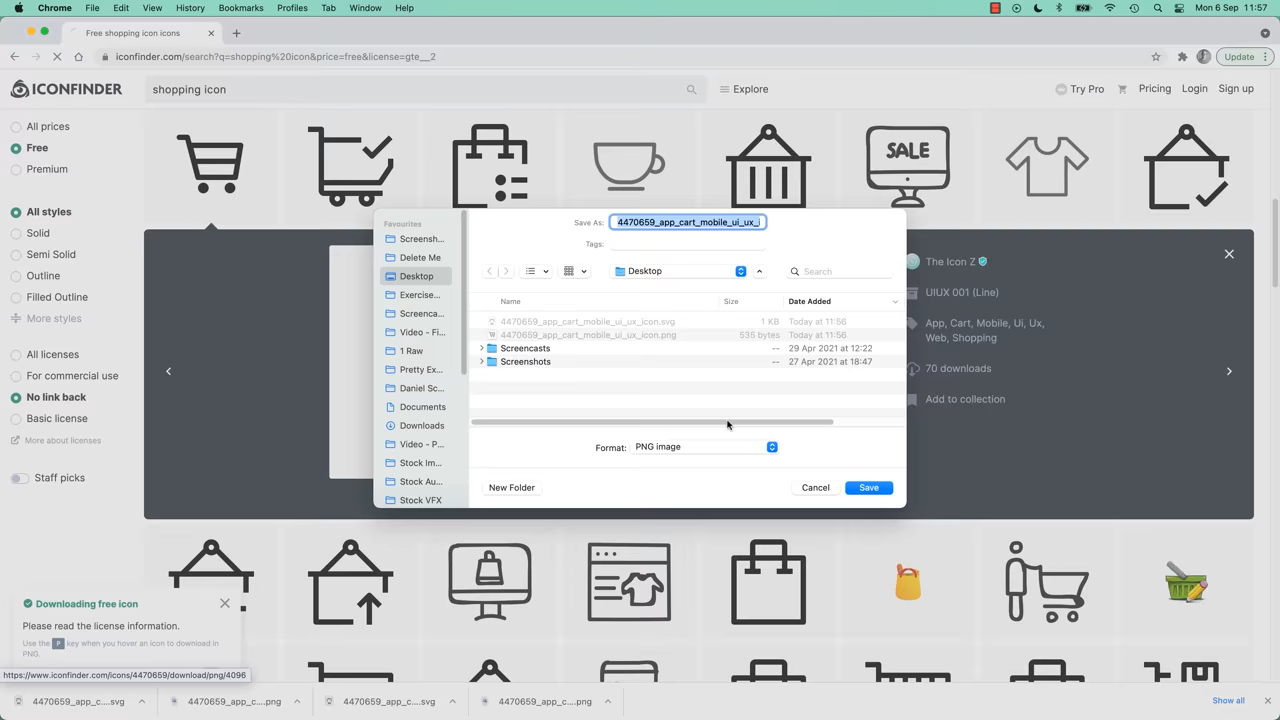 Chrome File Edit View History Bookmarks Profiles Tab Window Help Mon 6 Sep 11:57
Free shopping icon icons
iconfinder.com/search?q=shopping%20icon&price=free&license=gte__2 Update
ICONFINDER shopping icon Explore Try Pro Pricing Login Sign up
All prices
Free
Premium
All styles
Solid
Semi Solid
Outline
Filled Outline
More styles
All licenses
For commercial use
No link back
Basic license
More about licenses
Staff picks
SALE
Favourites
Screensh...
Delete Me
Desktop
Exercise...
Screenca...
Video - Fi...
1 Raw
Pretty Ex...
Daniel Sc...
Documents
Downloads
Video - P...
Stock Im...
Stock Au...
Stock VFX
Save As: 4470659_app_cart_mobile_ui_ux_i
Tags:
Desktop Search
Name Size Date Added
4470659_app_cart_mobile_ui_ux_icon.svg 1 KB Today at 11:56
4470659_app_cart_mobile_ui_ux_icon.png 535 bytes Today at 11:56
Screencasts -- 29 Apr 2021 at 12:22
Screenshots -- 27 Apr 2021 at 18:47
Format: PNG image
New Folder Cancel Save
The Icon Z
UIUX 001 (Line)
App, Cart, Mobile, Ui, Ux,
Web, Shopping
70 downloads
Add to collection
Downloading free icon
Please read the license information.
Use the P key when you hover an icon to download in
PNG.
https://www.iconfinder.com/icons/4470659/download/png/4096
4470659_app_c....svg 4470659_app_c....png 4470659_app_c....svg 4470659_app_c....png Show all